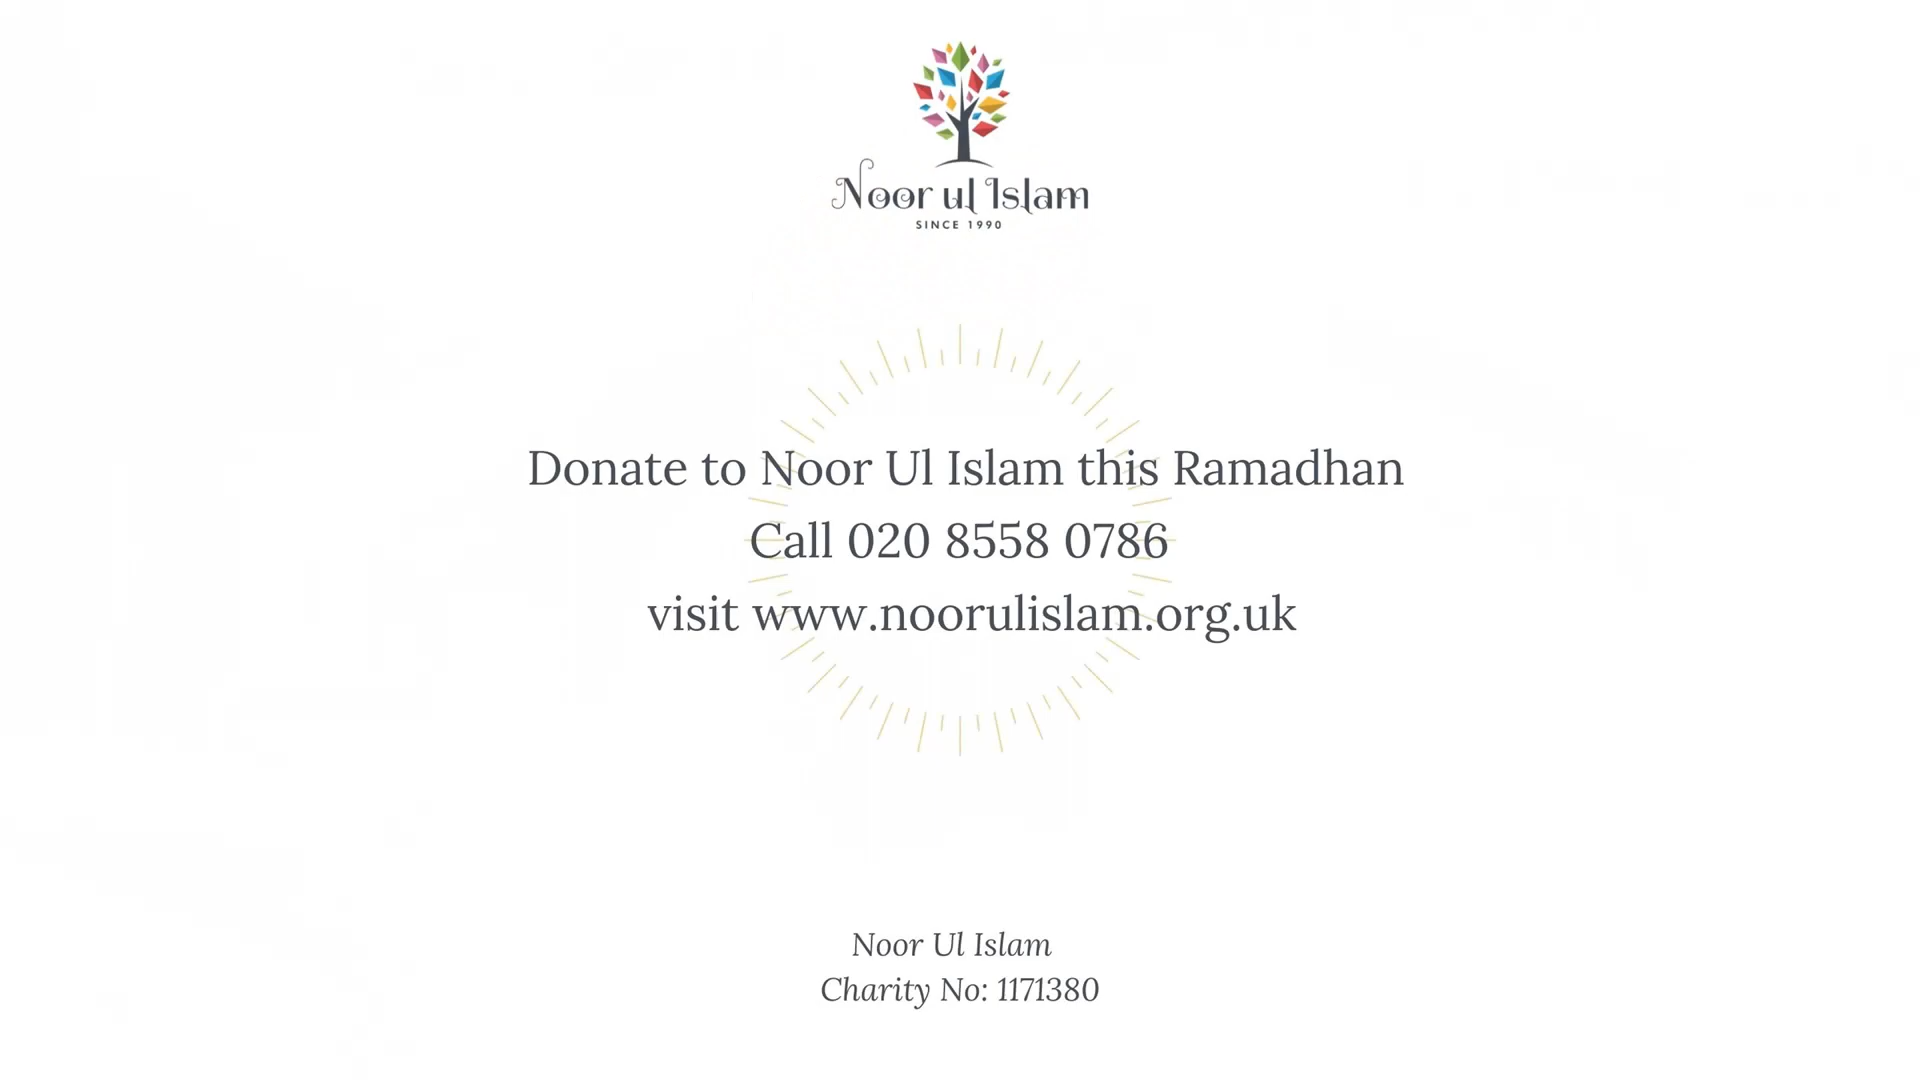 Noor ul Islam
SINCE 1990
Donate to Noor Ul Islam this Ramadhan
Call 020 8558 0786
visit www.noorulislam.org.uk
Noor Ul Islam
Charity No: 1171380